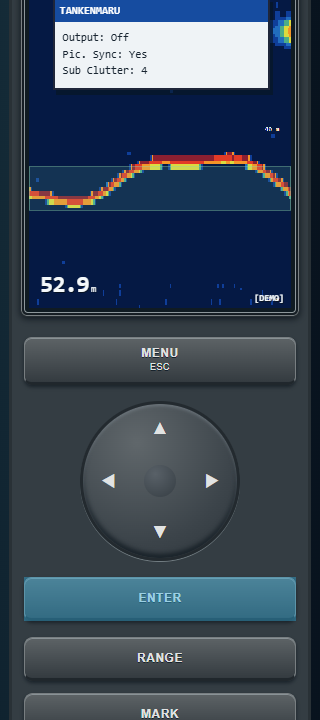 TANKENMARU
Output: Off
Pic. Sync: Yes
Sub Clutter: 4
52.9m
[DEMO]
MENU
ESC
ENTER
RANGE
MARK